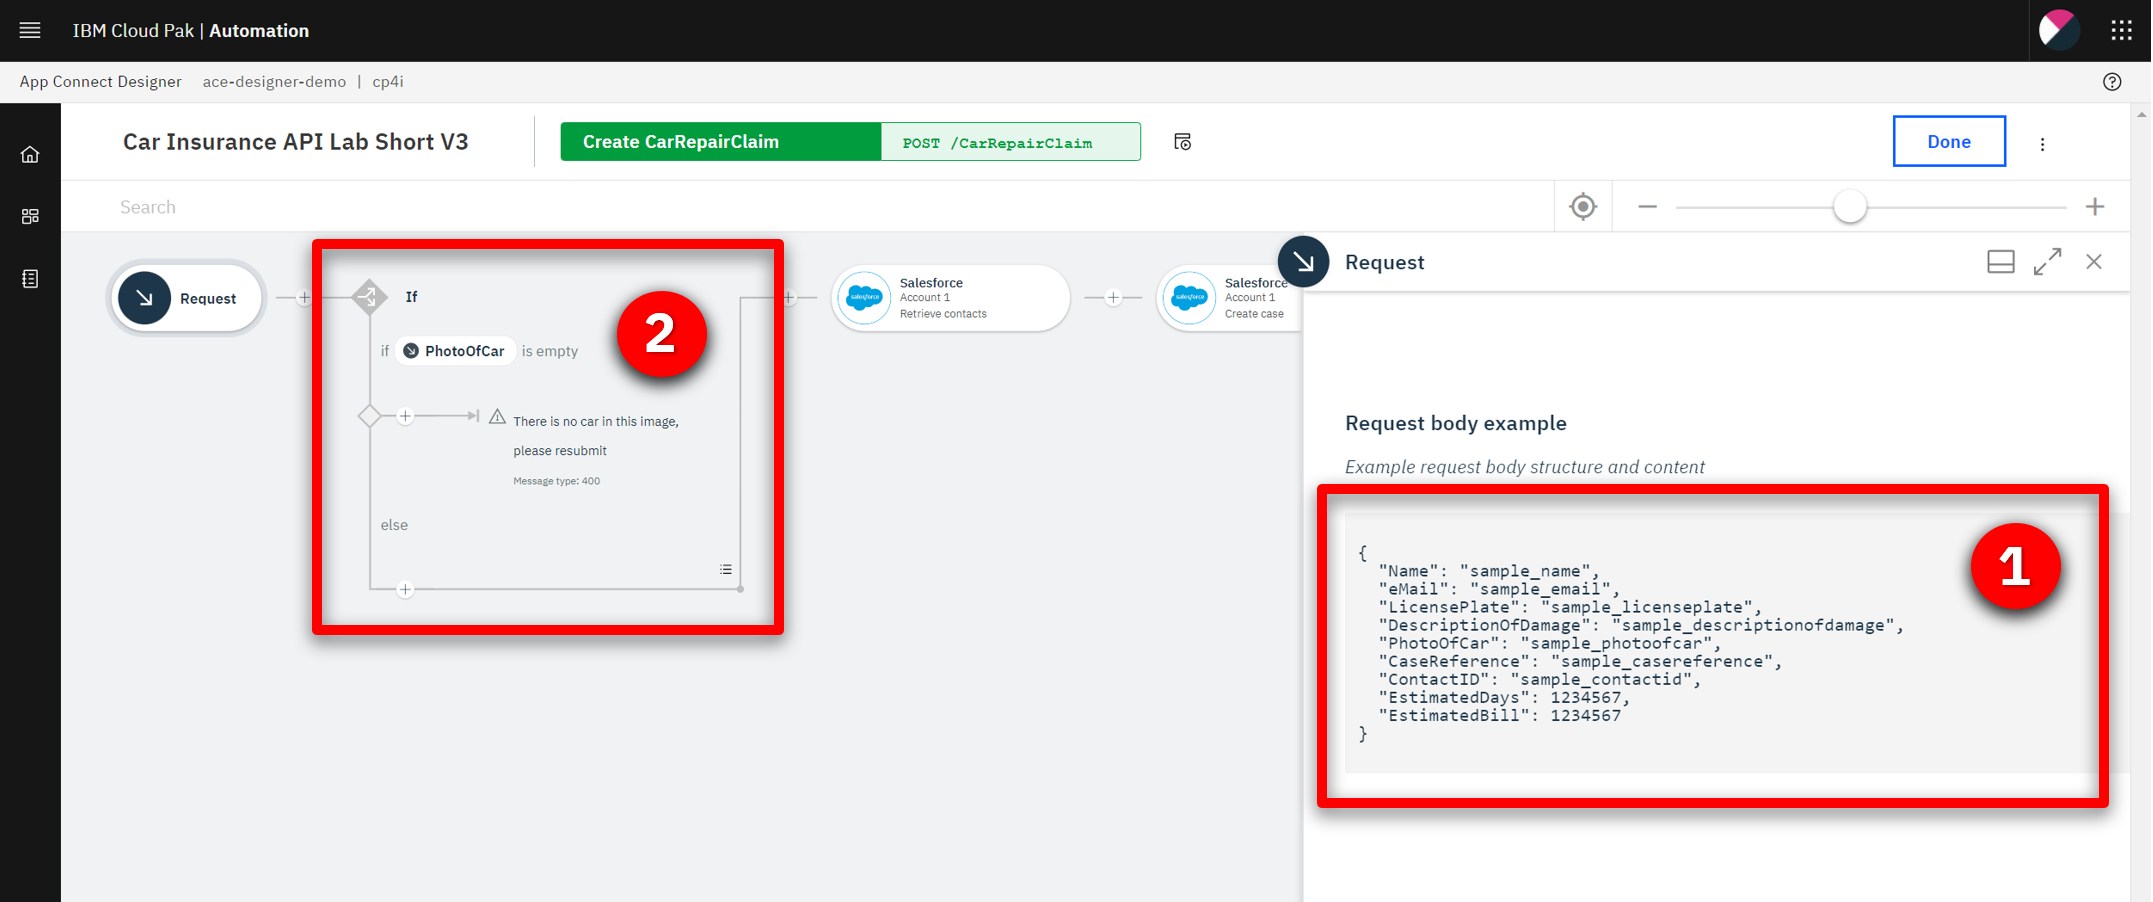 IBM Cloud Pak | Automation
App Connect Designer ace-designer-demo | cp4i
Car Insurance API Lab Short V3
Create CarRepairClaim
POST /CarRepairClaim
Done
Search
Request
If
2
if PhotoOfCar is empty
There is no car in this image,
please resubmit
Message type: 400
else
salesforce
Salesforce
Account 1
Retrieve contacts
salesforce
Salesforce
Account 1
Create case
Request
Request body example
Example request body structure and content
1
{
"Name": "sample_name",
"eMail": "sample_email",
"LicensePlate": "sample_licenseplate",
"DescriptionOfDamage": "sample_descriptionofdamage",
"PhotoOfCar": "sample_photoofcar",
"CaseReference": "sample_casereference",
"ContactID": "sample_contactid",
"EstimatedDays": 1234567,
"EstimatedBill": 1234567
}